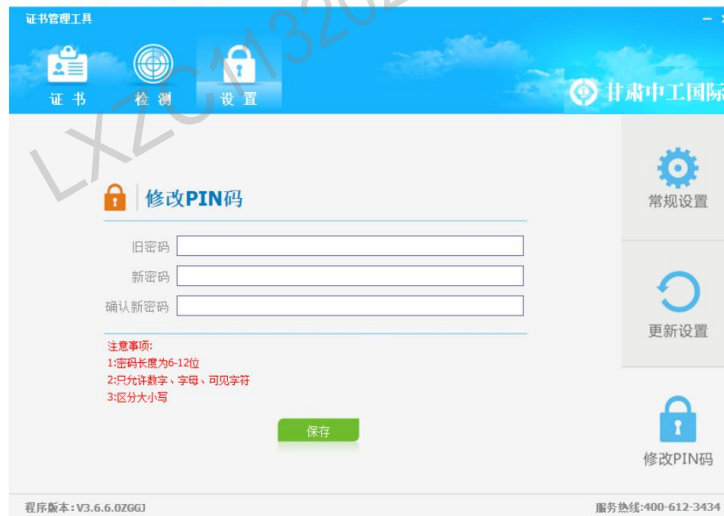 证书管理工具
证书
检测
设置
甘肃中工国际
LXZC113202
修改PIN码
旧密码
新密码
确认新密码
注意事项:
1:密码长度为6-12位
2:只允许数字、字母、可见字符
3:区分大小写
保存
常规设置
更新设置
修改PIN码
程序版本:V3.6.6.0ZGGJ
服务热线:400-612-3434